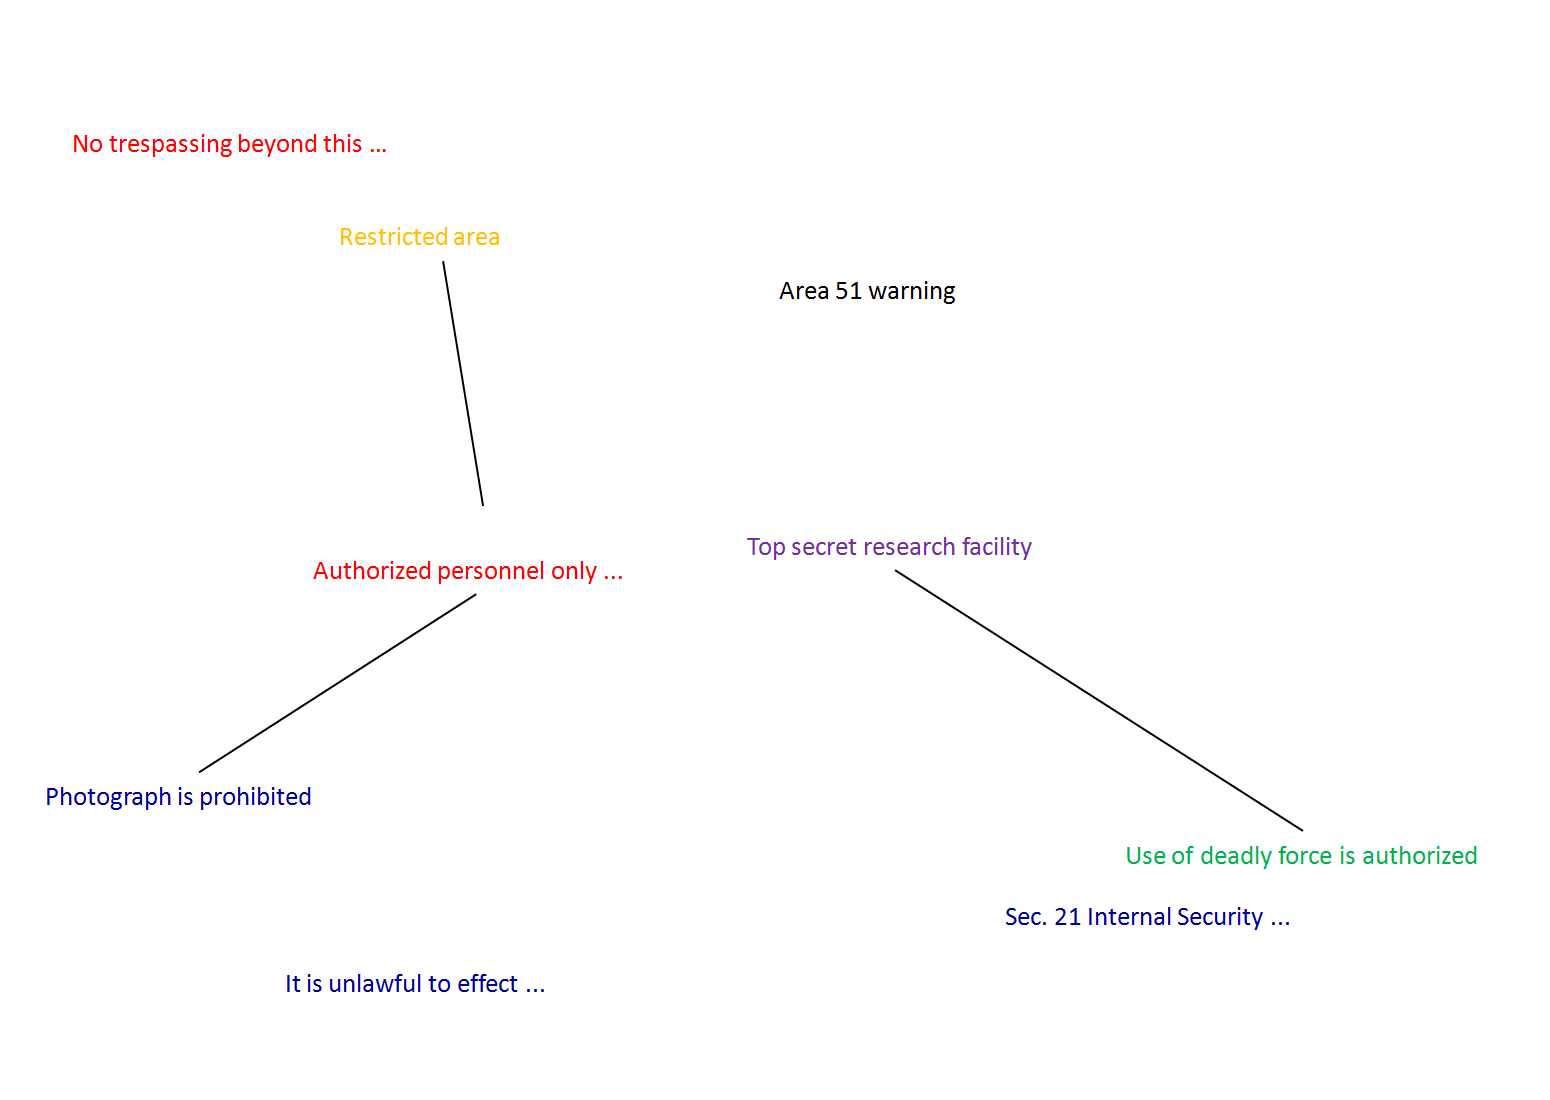 No trespassing beyond this ...
Restricted area
Area 51 warning
Top secret research facility
Authorized personnel only ...
Photograph is prohibited
Use of deadly force is authorized
Sec. 21 Internal Security ...
It is unlawful to effect ...